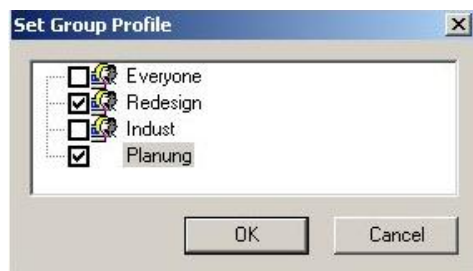 Set Group Profile
Everyone
Redesign
Indust
Planung
OK Cancel